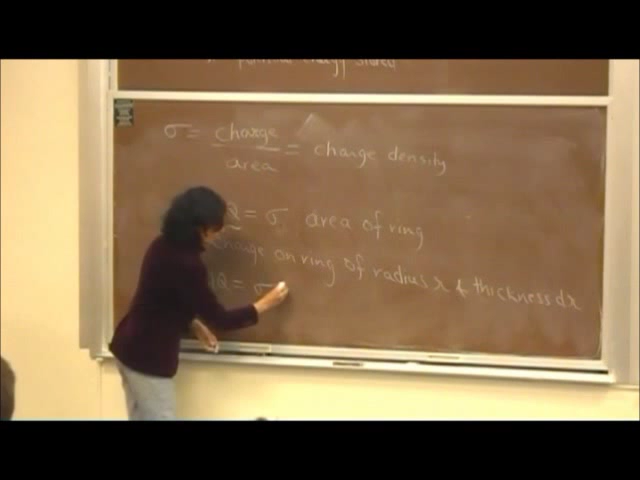 σ = charge / area = charge density
Q = σ area of ring
charge on ring of radius x & thickness dx
dQ = σ